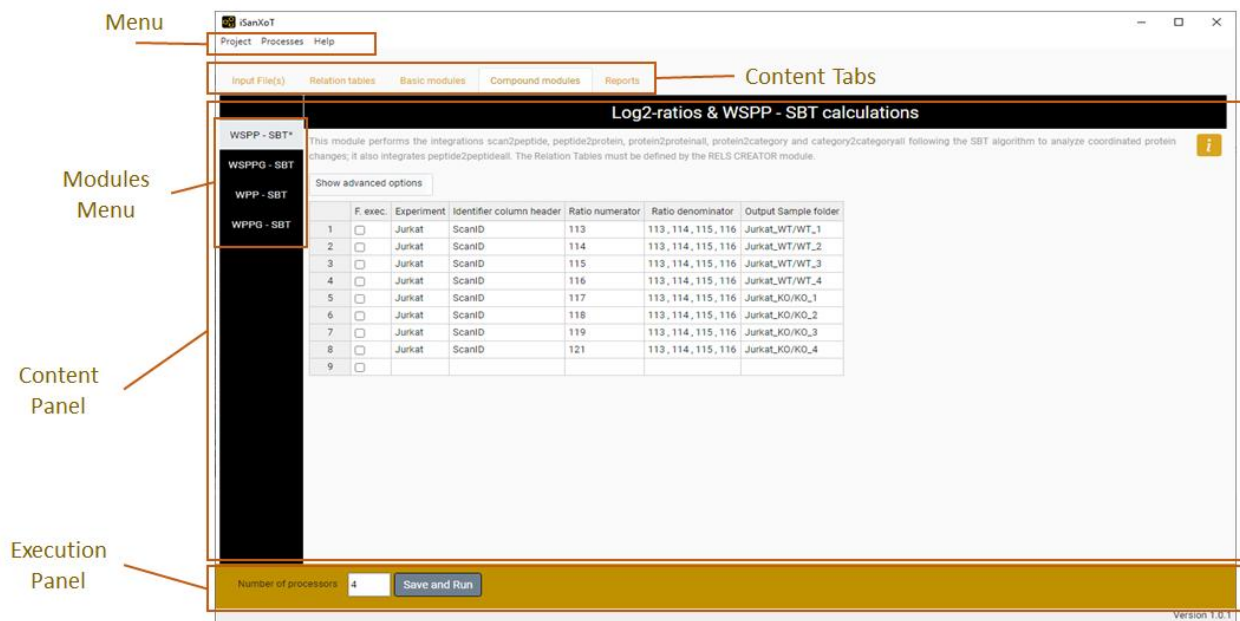 Menu
iSanXoT
Project Processes Help
Input File(s) Relation tables Basic modules Compound modules Reports
Content Tabs
Log2-ratios & WSPP - SBT calculations
WSPP - SBT*
WSPPG - SBT
WPP - SBT
WPPG - SBT
Modules
Menu
This module performs the integrations scan2peptide, peptide2protein, protein2proteinall, protein2category and category2categoryall following the SBT algorithm to analyze coordinated protein
changes; it also integrates peptide2peptideall. The Relation Tables must be defined by the RELS CREATOR module.
i
Show advanced options
F. exec. Experiment Identifier column header Ratio numerator Ratio denominator Output Sample folder
1 Jurkat ScanID 113 113, 114, 115, 116 Jurkat_WT/WT_1
2 Jurkat ScanID 114 113, 114, 115, 116 Jurkat_WT/WT_2
3 Jurkat ScanID 115 113, 114, 115, 116 Jurkat_WT/WT_3
4 Jurkat ScanID 116 113, 114, 115, 116 Jurkat_WT/WT_4
5 Jurkat ScanID 117 113, 114, 115, 116 Jurkat_KO/KO_1
6 Jurkat ScanID 118 113, 114, 115, 116 Jurkat_KO/KO_2
7 Jurkat ScanID 119 113, 114, 115, 116 Jurkat_KO/KO_3
8 Jurkat ScanID 121 113, 114, 115, 116 Jurkat_KO/KO_4
9
Content
Panel
Execution
Panel
Number of processors 4 Save and Run
Version 1.0.1